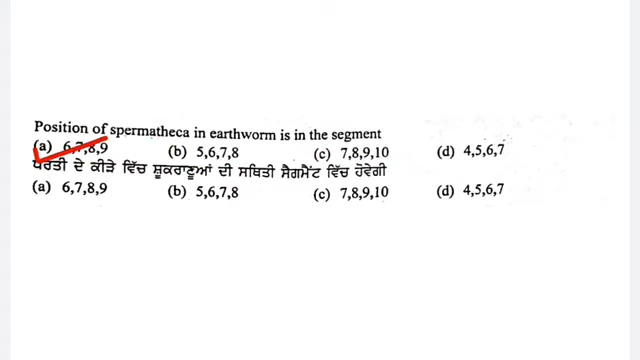 Position of spermatheca in earthworm is in the segment
(a) 6,7,8,9 (b) 5,6,7,8 (c) 7,8,9,10 (d) 4,5,6,7
ਧਰਤੀ ਦੇ ਕੀੜੇ ਵਿੱਚ ਸ਼ੂਕਰਾਣੂਆਂ ਦੀ ਸਥਿਤੀ ਸੈਗਮੈਂਟ ਵਿੱਚ ਹੋਵੇਗੀ
(a) 6,7,8,9 (b) 5,6,7,8 (c) 7,8,9,10 (d) 4,5,6,7